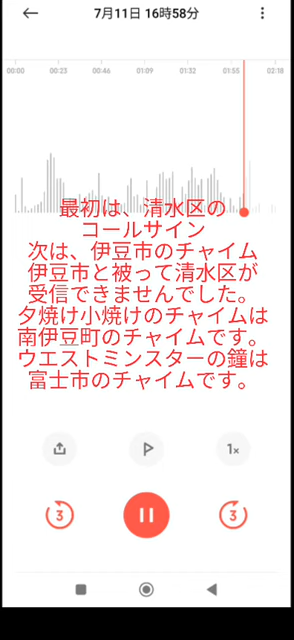 7月11日 16時58分
00:00 00:23 00:46 01:09 01:32 01:55 02:18
最初は、清水区の
コールサイン
次は、伊豆市のチャイム
伊豆市と被って清水区が
受信できませんでした。
夕焼け小焼けのチャイムは
南伊豆町のチャイムです。
ウエストミンスターの鐘は
富士市のチャイムです。
1x
3 3